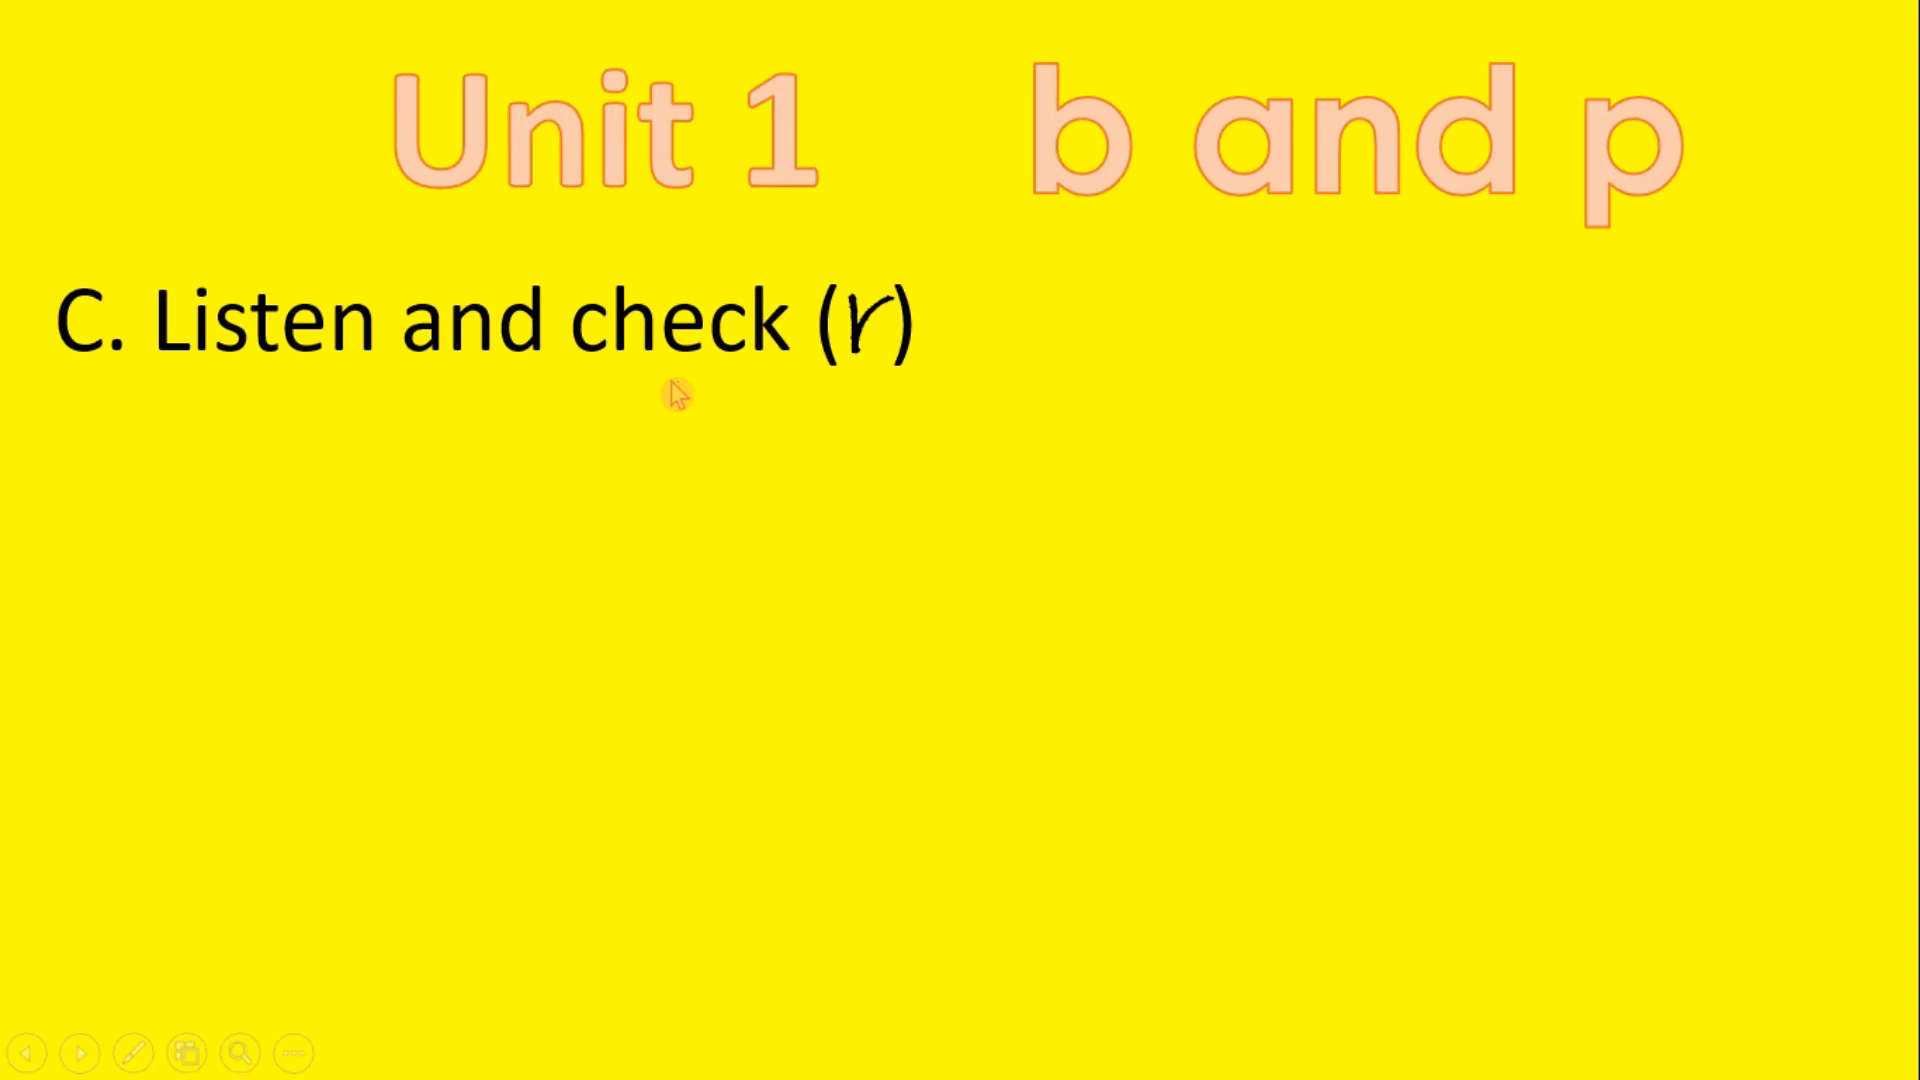 Unit 1 b and p
C. Listen and check (r)